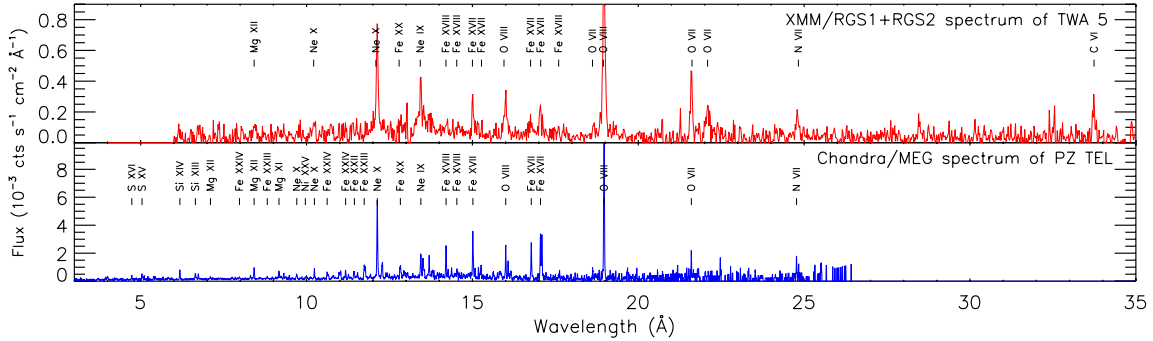 XMM/RGS1+RGS2 spectrum of TWA 5
0.8
0.6
0.4
0.2
0.0
Mg XII
Ne X
Ne X
Fe XX
Ne IX
Fe XVIII
Fe XVIII
Fe XVII
Fe XVII
O VIII
Fe XVII
Fe XVII
Fe XVIII
O VII
O VIII
O VII
O VII
N VII
C VI
Chandra/MEG spectrum of PZ TEL
8
6
4
2
0
S XVI
S XV
Si XIV
Si XIII
Mg XII
Fe XXIV
Mg XII
Fe XXIII
Mg XI
Ne X
Ni XXV
Ne X
Fe XXIV
Fe XXIV
Fe XXII
Fe XXIII
Ne X
Fe XX
Ne IX
Fe XVIII
Fe XVIII
Fe XVII
O VIII
Fe XVII
Fe XVII
O VIII
O VII
N VII
Flux (10⁻³ cts s⁻¹ cm⁻² Å⁻¹)
5 10 15 20 25 30 35
Wavelength (Å)